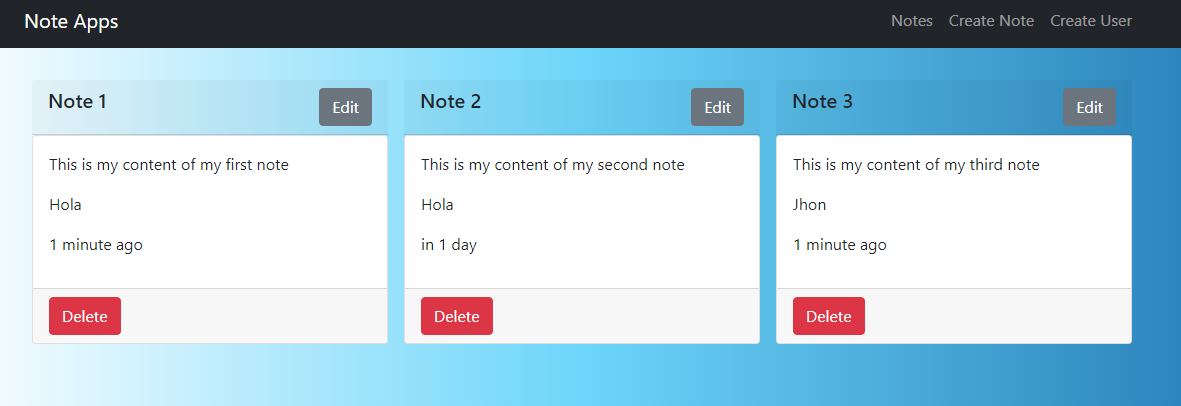 Note Apps
Notes Create Note Create User
Note 1
Edit
This is my content of my first note
Hola
1 minute ago
Delete
Note 2
Edit
This is my content of my second note
Hola
in 1 day
Delete
Note 3
Edit
This is my content of my third note
Jhon
1 minute ago
Delete